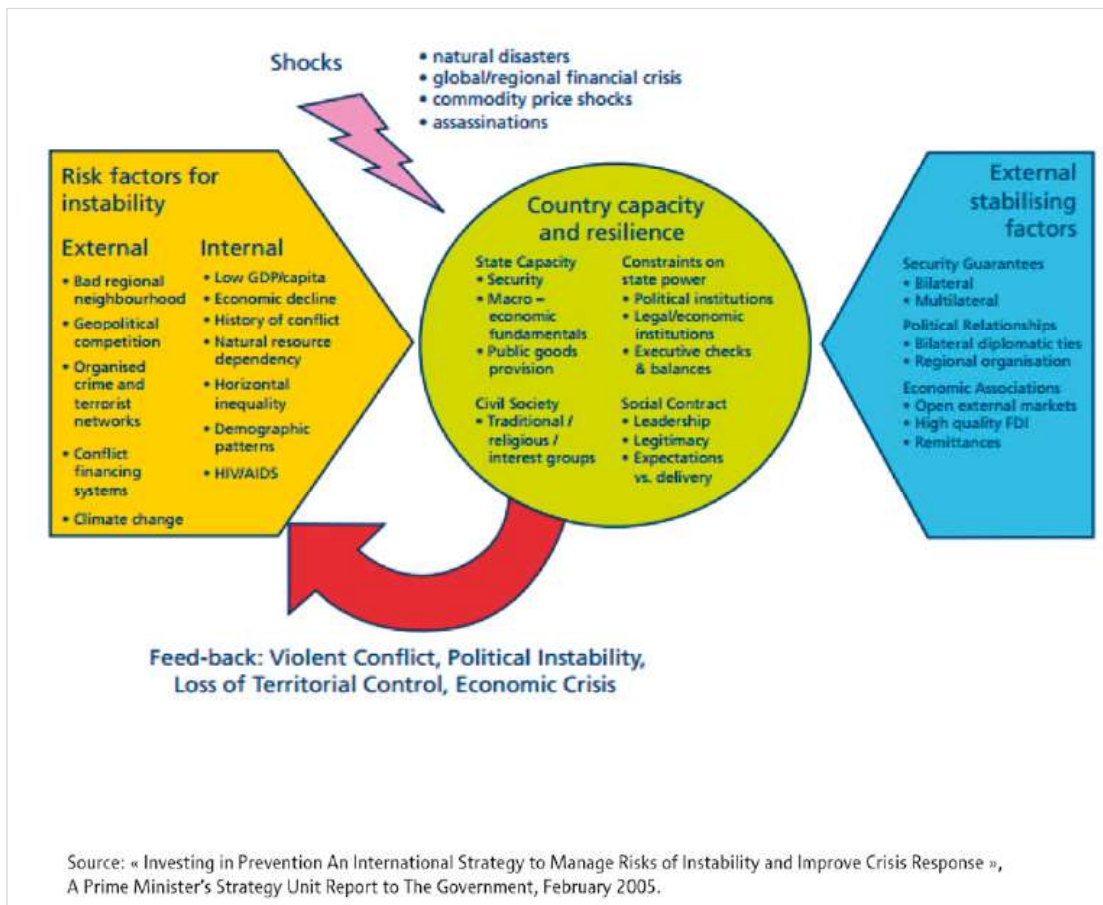 Shocks
• natural disasters
• global/regional financial crisis
• commodity price shocks
• assassinations
Risk factors for
instability
External
• Bad regional
neighbourhood
• Geopolitical
competition
• Organised
crime and
terrorist
networks
• Conflict
financing
systems
• Climate change
Internal
• Low GDP/capita
• Economic decline
• History of conflict
• Natural resource
dependency
• Horizontal
inequality
• Demographic
patterns
• HIV/AIDS
Country capacity
and resilience
State Capacity
• Security
• Macro –
economic
fundamentals
• Public goods
provision
Constraints on
state power
• Political institutions
• Legal/economic
institutions
• Executive checks
& balances
Civil Society
• Traditional /
religious /
interest groups
Social Contract
• Leadership
• Legitimacy
• Expectations
vs. delivery
External
stabilising
factors
Security Guarantees
• Bilateral
• Multilateral
Political Relationships
• Bilateral diplomatic ties
• Regional organisation
Economic Associations
• Open external markets
• High quality FDI
• Remittances
Feed-back: Violent Conflict, Political Instability,
Loss of Territorial Control, Economic Crisis
Source: « Investing in Prevention An International Strategy to Manage Risks of Instability and Improve Crisis Response »,
A Prime Minister's Strategy Unit Report to The Government, February 2005.